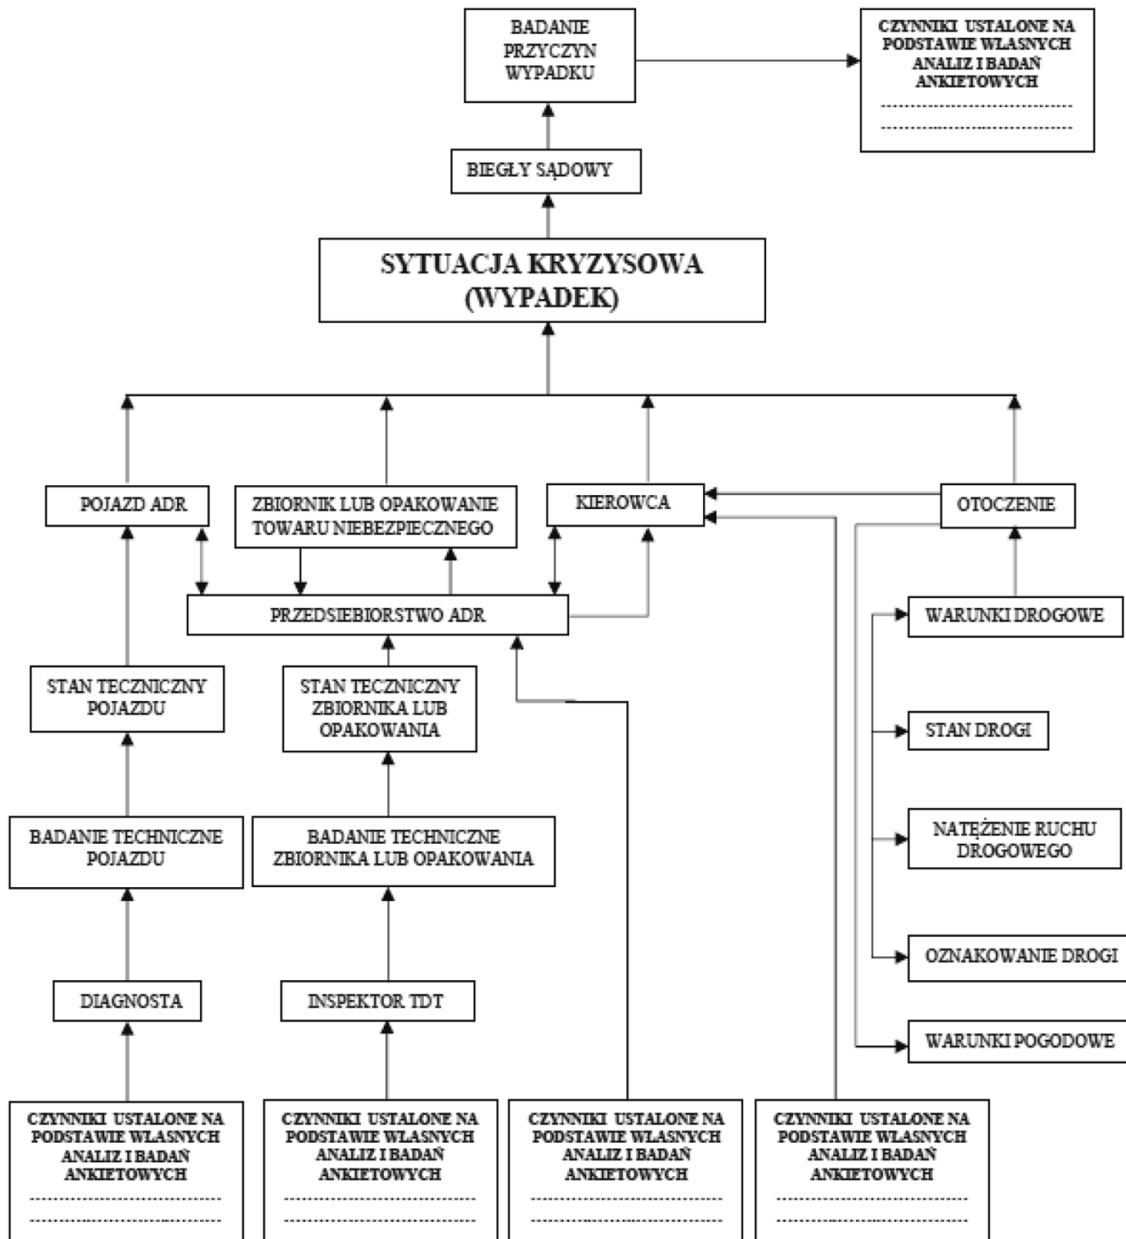 BADANIE
PRZYCZYN
WYPADKU
CZYNNIKI USTALONE NA
PODSTAWIE WŁASNYCH
ANALIZ I BADAŃ
ANKIETOWYCH
BIEGŁY SĄDOWY
SYTUACJA KRYZYSOWA
(WYPADEK)
POJAZD ADR
ZBIORNIK LUB OPAKOWANIE
TOWARU NIEBEZPIECZNEGO
KIEROWCA
OTOCZENIE
PRZEDSIEBIORSTWO ADR
WARUNKI DROGOWE
STAN TECZNICZNY
POJAZDU
STAN TECZNICZNY
ZBIORNIKA LUB
OPAKOWANIA
STAN DROGI
BADANIE TECHNICZNE
POJAZDU
BADANIE TECHNICZNE
ZBIORNIKA LUB OPAKOWANIA
NATĘŻENIE RUCHU
DROGOWEGO
OZNAKOWANIE DROGI
DIAGNOSTA
INSPEKTOR TDT
WARUNKI POGODOWE
CZYNNIKI USTALONE NA
PODSTAWIE WŁASNYCH
ANALIZ I BADAŃ
ANKIETOWYCH
CZYNNIKI USTALONE NA
PODSTAWIE WŁASNYCH
ANALIZ I BADAŃ
ANKIETOWYCH
CZYNNIKI USTALONE NA
PODSTAWIE WŁASNYCH
ANALIZ I BADAŃ
ANKIETOWYCH
CZYNNIKI USTALONE NA
PODSTAWIE WŁASNYCH
ANALIZ I BADAŃ
ANKIETOWYCH